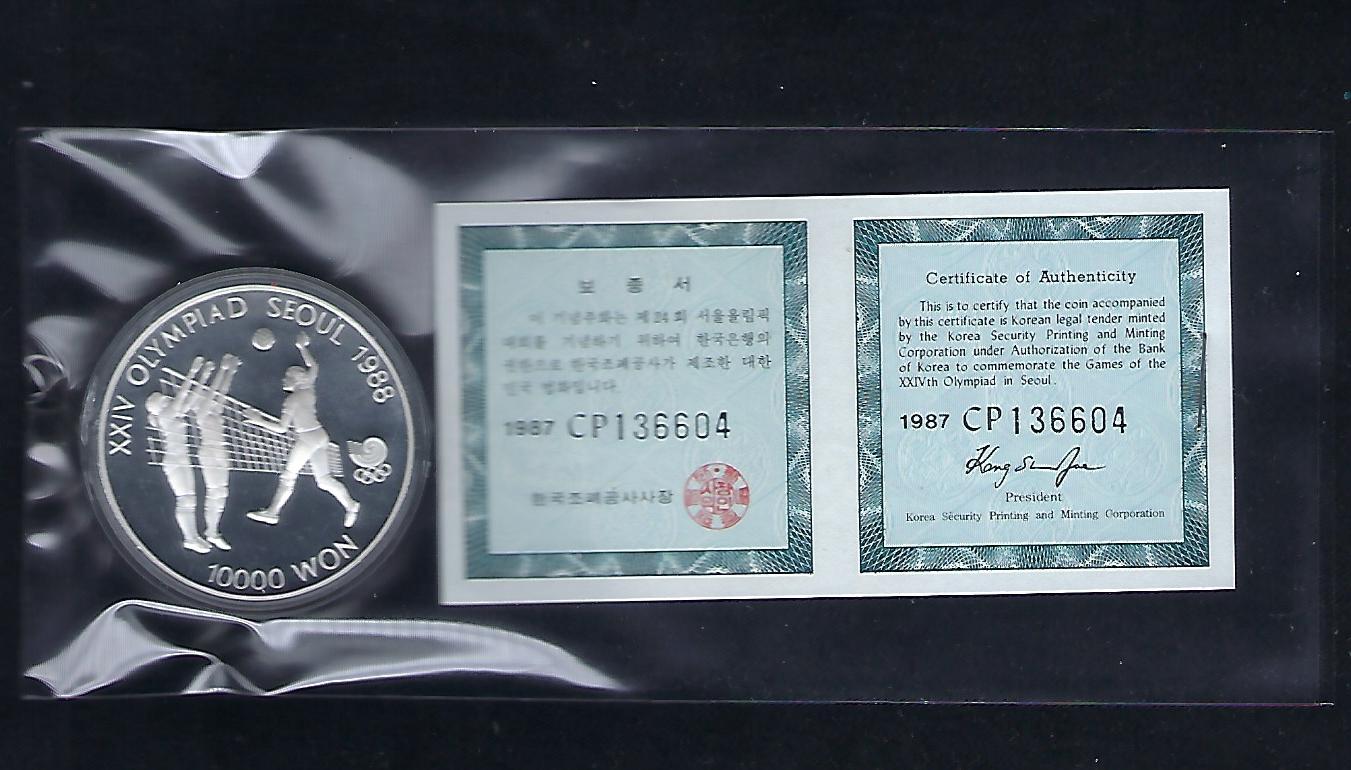 XXIV OLYMPIAD SEOUL 1988
10000 WON
보 증 서
이 기념주화는 제24회 서울올림픽
대회를 기념하기 위하여 한국은행의
권한으로 한국조폐공사가 제조한 대한
민국 법화입니다.
1987 CP136604
한국조폐공사사장
사장의인
Certificate of Authenticity
This is to certify that the coin accompanied
by this certificate is Korean legal tender minted
by the Korea Security Printing and Minting
Corporation under Authorization of the Bank
of Korea to commemorate the Games of the
XXIVth Olympiad in Seoul.
1987 CP136604
President
Korea Security Printing and Minting Corporation